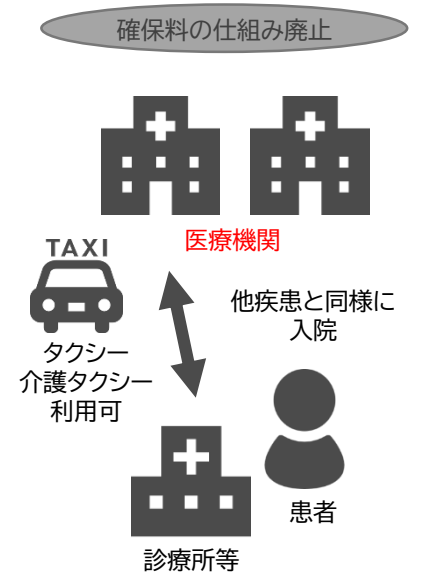 確保料の仕組み廃止
医療機関
TAXI
他疾患と同様に
入院
タクシー
介護タクシー
利用可
患者
診療所等